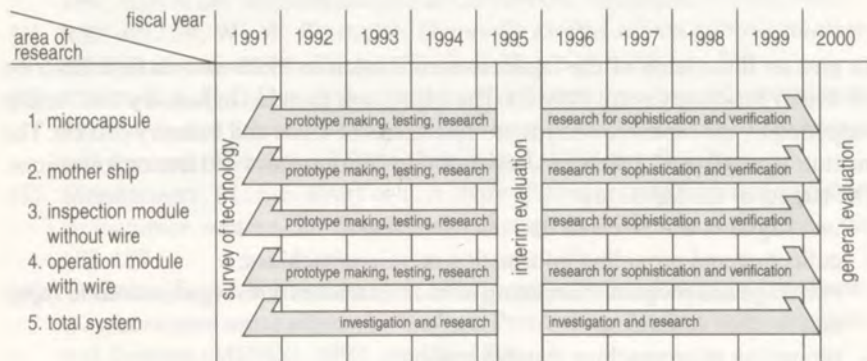 fiscal year
area of research
1991 1992 1993 1994 1995 1996 1997 1998 1999 2000
1. microcapsule
prototype making, testing, research
research for sophistication and verification
2. mother ship
prototype making, testing, research
research for sophistication and verification
3. inspection module
without wire
prototype making, testing, research
research for sophistication and verification
4. operation module
with wire
prototype making, testing, research
research for sophistication and verification
5. total system
investigation and research
investigation and research
survey of technology
interim evaluation
general evaluation